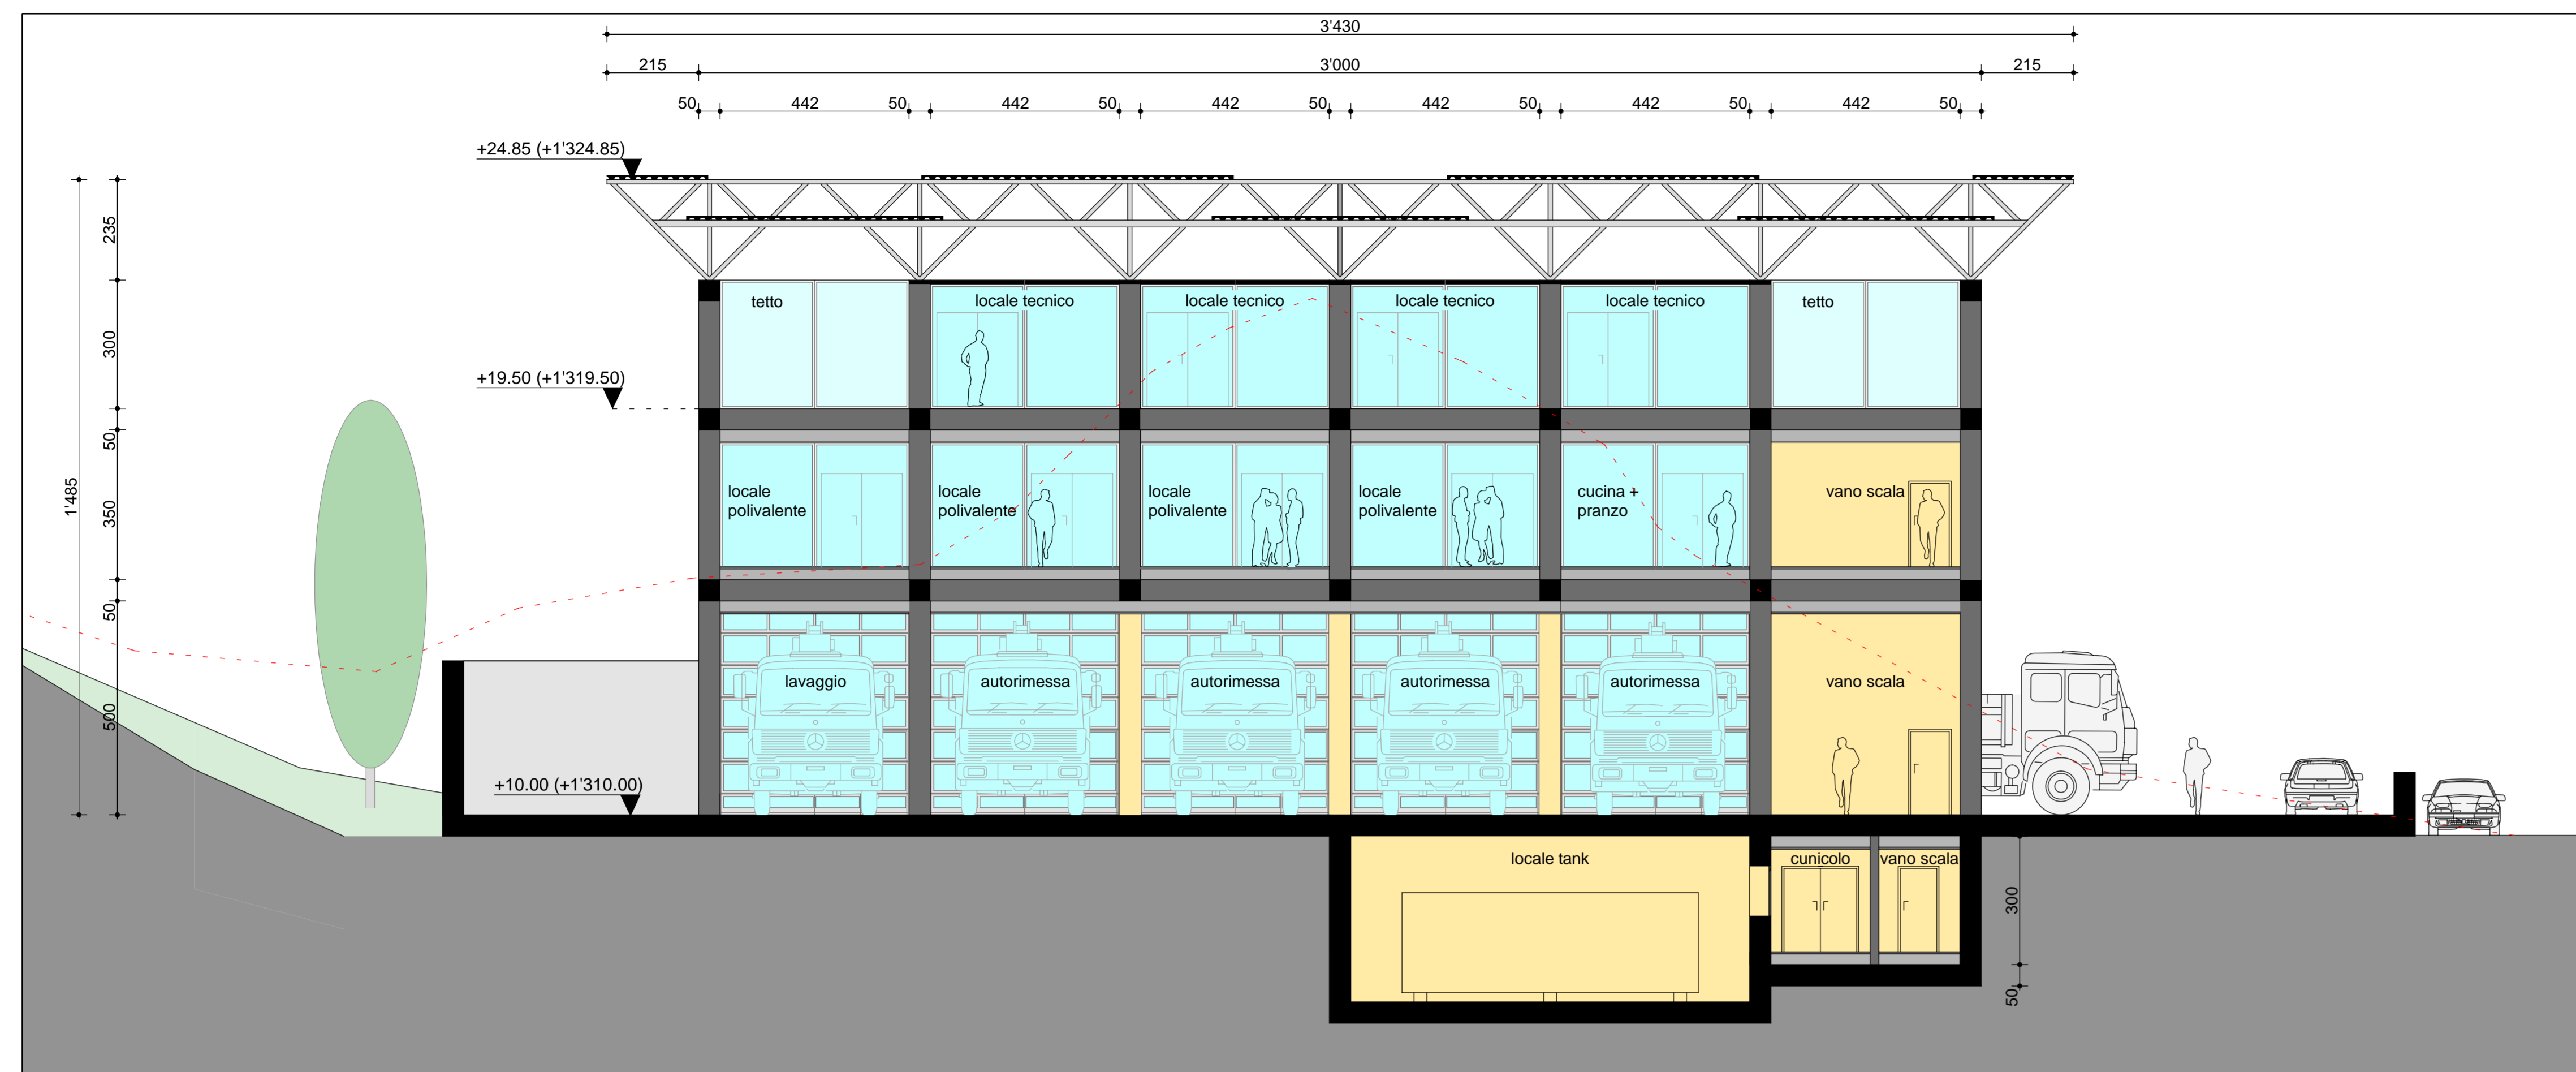 3'430
215 3'000 215
50 442 50 442 50 442 50 442 50 442 50 442 50
+24.85 (+1'324.85)
235
tetto locale tecnico locale tecnico locale tecnico locale tecnico tetto
300
+19.50 (+1'319.50)
50
1'485
350
locale
polivalente
locale
polivalente
locale
polivalente
locale
polivalente
cucina +
pranzo
vano scala
50
lavaggio autorimessa autorimessa autorimessa autorimessa vano scala
500
+10.00 (+1'310.00)
locale tank cunicolo vano scala
300
50